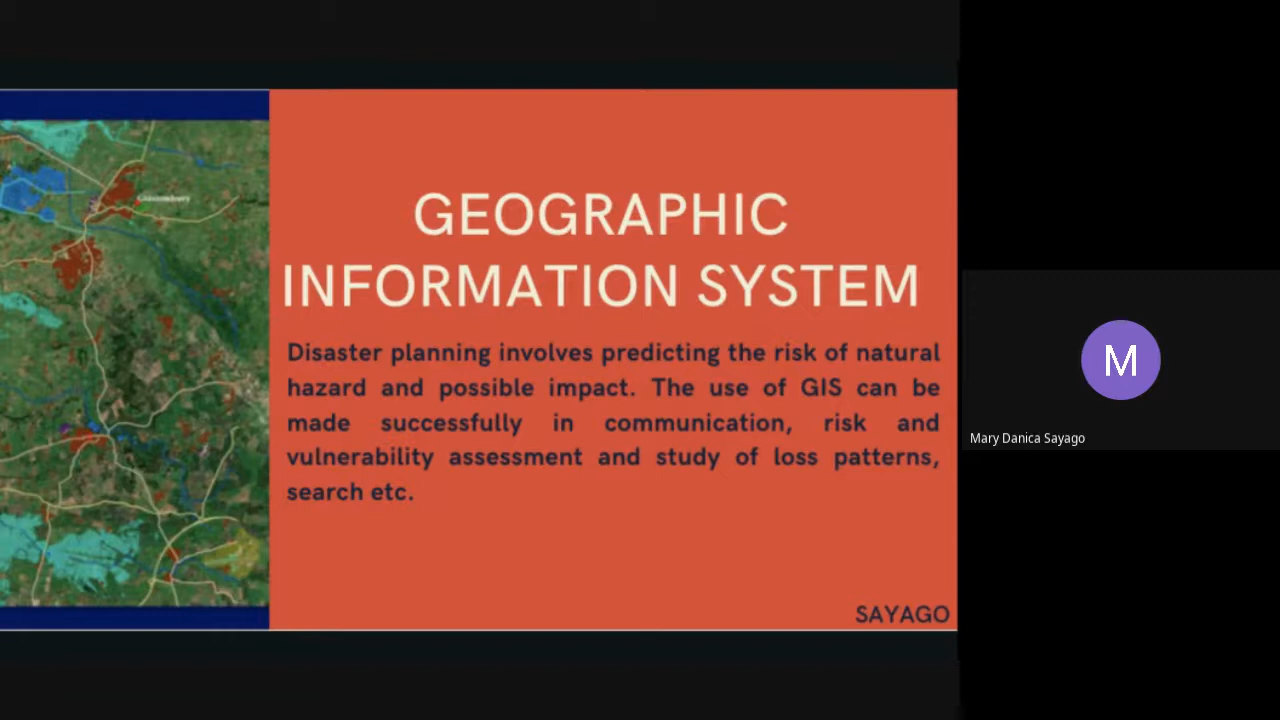 GEOGRAPHIC
INFORMATION SYSTEM
Disaster planning involves predicting the risk of natural
hazard and possible impact. The use of GIS can be
made successfully in communication, risk and
vulnerability assessment and study of loss patterns,
search etc.
SAYAGO
Glastonbury
M
Mary Danica Sayago